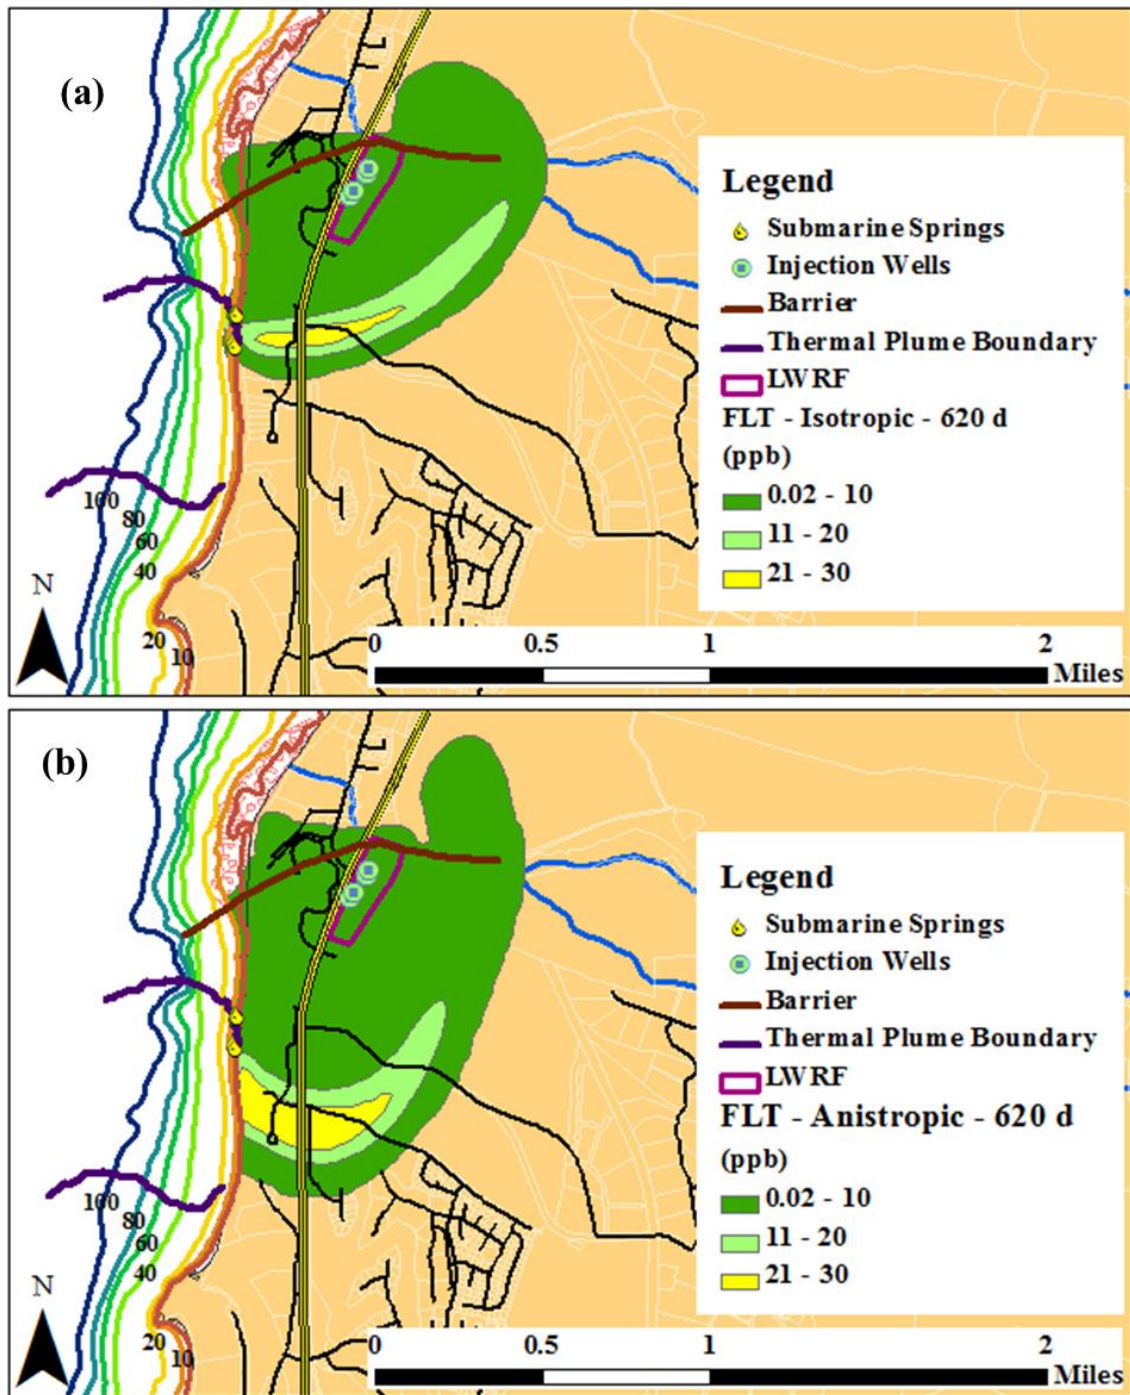 (a)
Legend
Submarine Springs
Injection Wells
Barrier
Thermal Plume Boundary
LWRF
FLT - Isotropic - 620 d
(ppb)
0.02 - 10
11 - 20
21 - 30
100
80
60
40
20
10
N
0
0.5
1
2
Miles
(b)
Legend
Submarine Springs
Injection Wells
Barrier
Thermal Plume Boundary
LWRF
FLT - Anistropic - 620 d
(ppb)
0.02 - 10
11 - 20
21 - 30
100
80
60
40
20
10
N
0
0.5
1
2
Miles